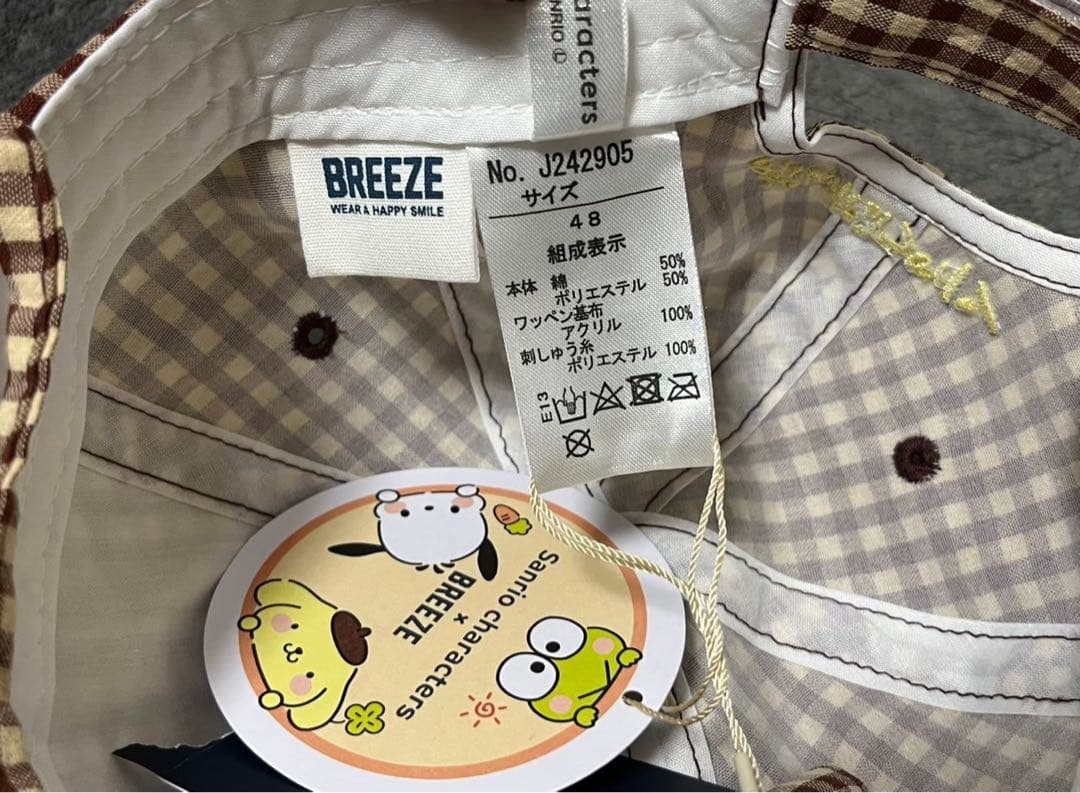 aracters
NRIO Ⓛ
BREEZE
WEAR A HAPPY SMILE
No. J242905
サイズ
48
組成表示
本体 綿 50%
ポリエステル 50%
ワッペン基布
アクリル 100%
刺しゅう糸
ポリエステル 100%
E13
Sanrio characters
×
BREEZE